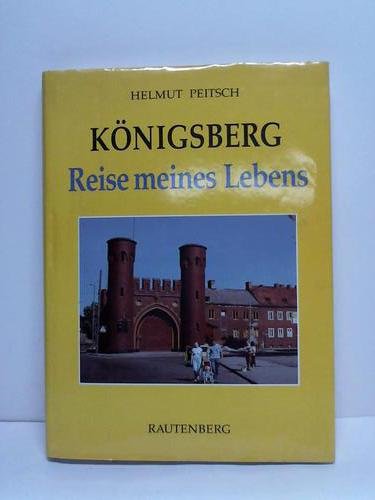 HELMUT PEITSCH
KÖNIGSBERG
Reise meines Lebens
RAUTENBERG